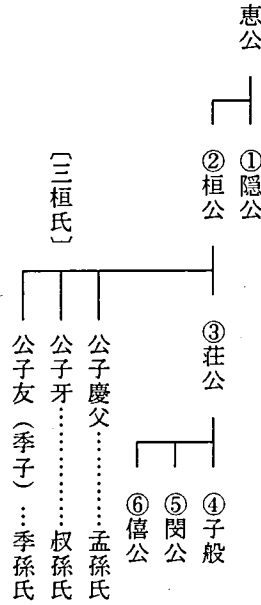 恵公
①隠公
②桓公
③荘公
④子般
⑤閔公
⑥僖公
〔三桓氏〕
公子慶父…………孟孫氏
公子牙……………叔孫氏
公子友（季子）…季孫氏